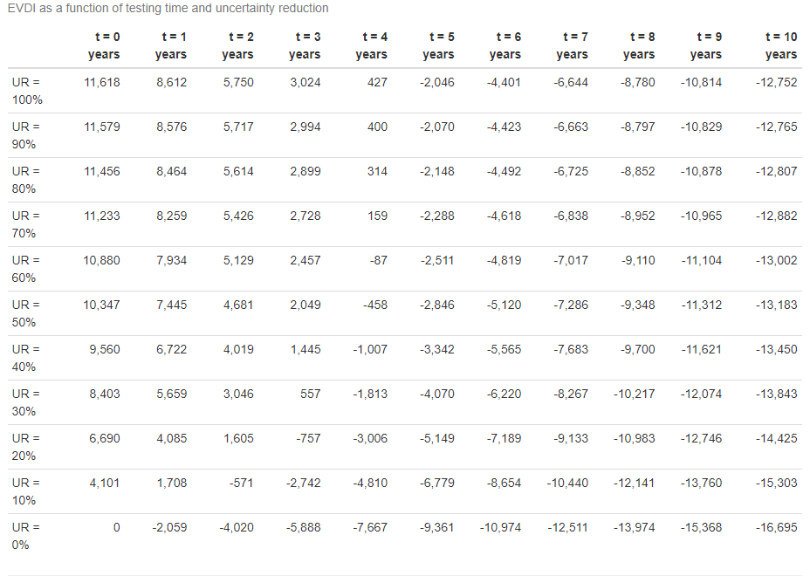 EVDI as a function of testing time and uncertainty reduction
t = 0 t = 1 t = 2 t = 3 t = 4 t = 5 t = 6 t = 7 t = 8 t = 9 t = 10
years years years years years years years years years years years
UR = 11,618 8,612 5,750 3,024 427 -2,046 -4,401 -6,644 -8,780 -10,814 -12,752
100%
UR = 11,579 8,576 5,717 2,994 400 -2,070 -4,423 -6,663 -8,797 -10,829 -12,765
90%
UR = 11,456 8,464 5,614 2,899 314 -2,148 -4,492 -6,725 -8,852 -10,878 -12,807
80%
UR = 11,233 8,259 5,426 2,728 159 -2,288 -4,618 -6,838 -8,952 -10,965 -12,882
70%
UR = 10,880 7,934 5,129 2,457 -87 -2,511 -4,819 -7,017 -9,110 -11,104 -13,002
60%
UR = 10,347 7,445 4,681 2,049 -458 -2,846 -5,120 -7,286 -9,348 -11,312 -13,183
50%
UR = 9,560 6,722 4,019 1,445 -1,007 -3,342 -5,565 -7,683 -9,700 -11,621 -13,450
40%
UR = 8,403 5,659 3,046 557 -1,813 -4,070 -6,220 -8,267 -10,217 -12,074 -13,843
30%
UR = 6,690 4,085 1,605 -757 -3,006 -5,149 -7,189 -9,133 -10,983 -12,746 -14,425
20%
UR = 4,101 1,708 -571 -2,742 -4,810 -6,779 -8,654 -10,440 -12,141 -13,760 -15,303
10%
UR = 0 -2,059 -4,020 -5,888 -7,667 -9,361 -10,974 -12,511 -13,974 -15,368 -16,695
0%